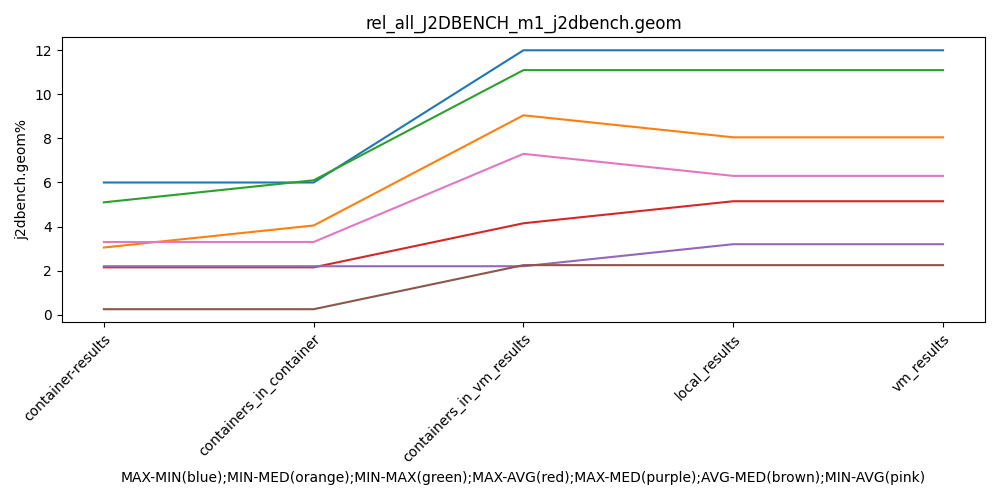 rel_all_J2DBENCH_m1_j2dbench.geom
12
10
8
6
4
2
0
j2dbench.geom%
container-results
containers_in_container
containers_in_vm_results
local_results
vm_results
MAX-MIN(blue);MIN-MED(orange);MIN-MAX(green);MAX-AVG(red);MAX-MED(purple);AVG-MED(brown);MIN-AVG(pink)